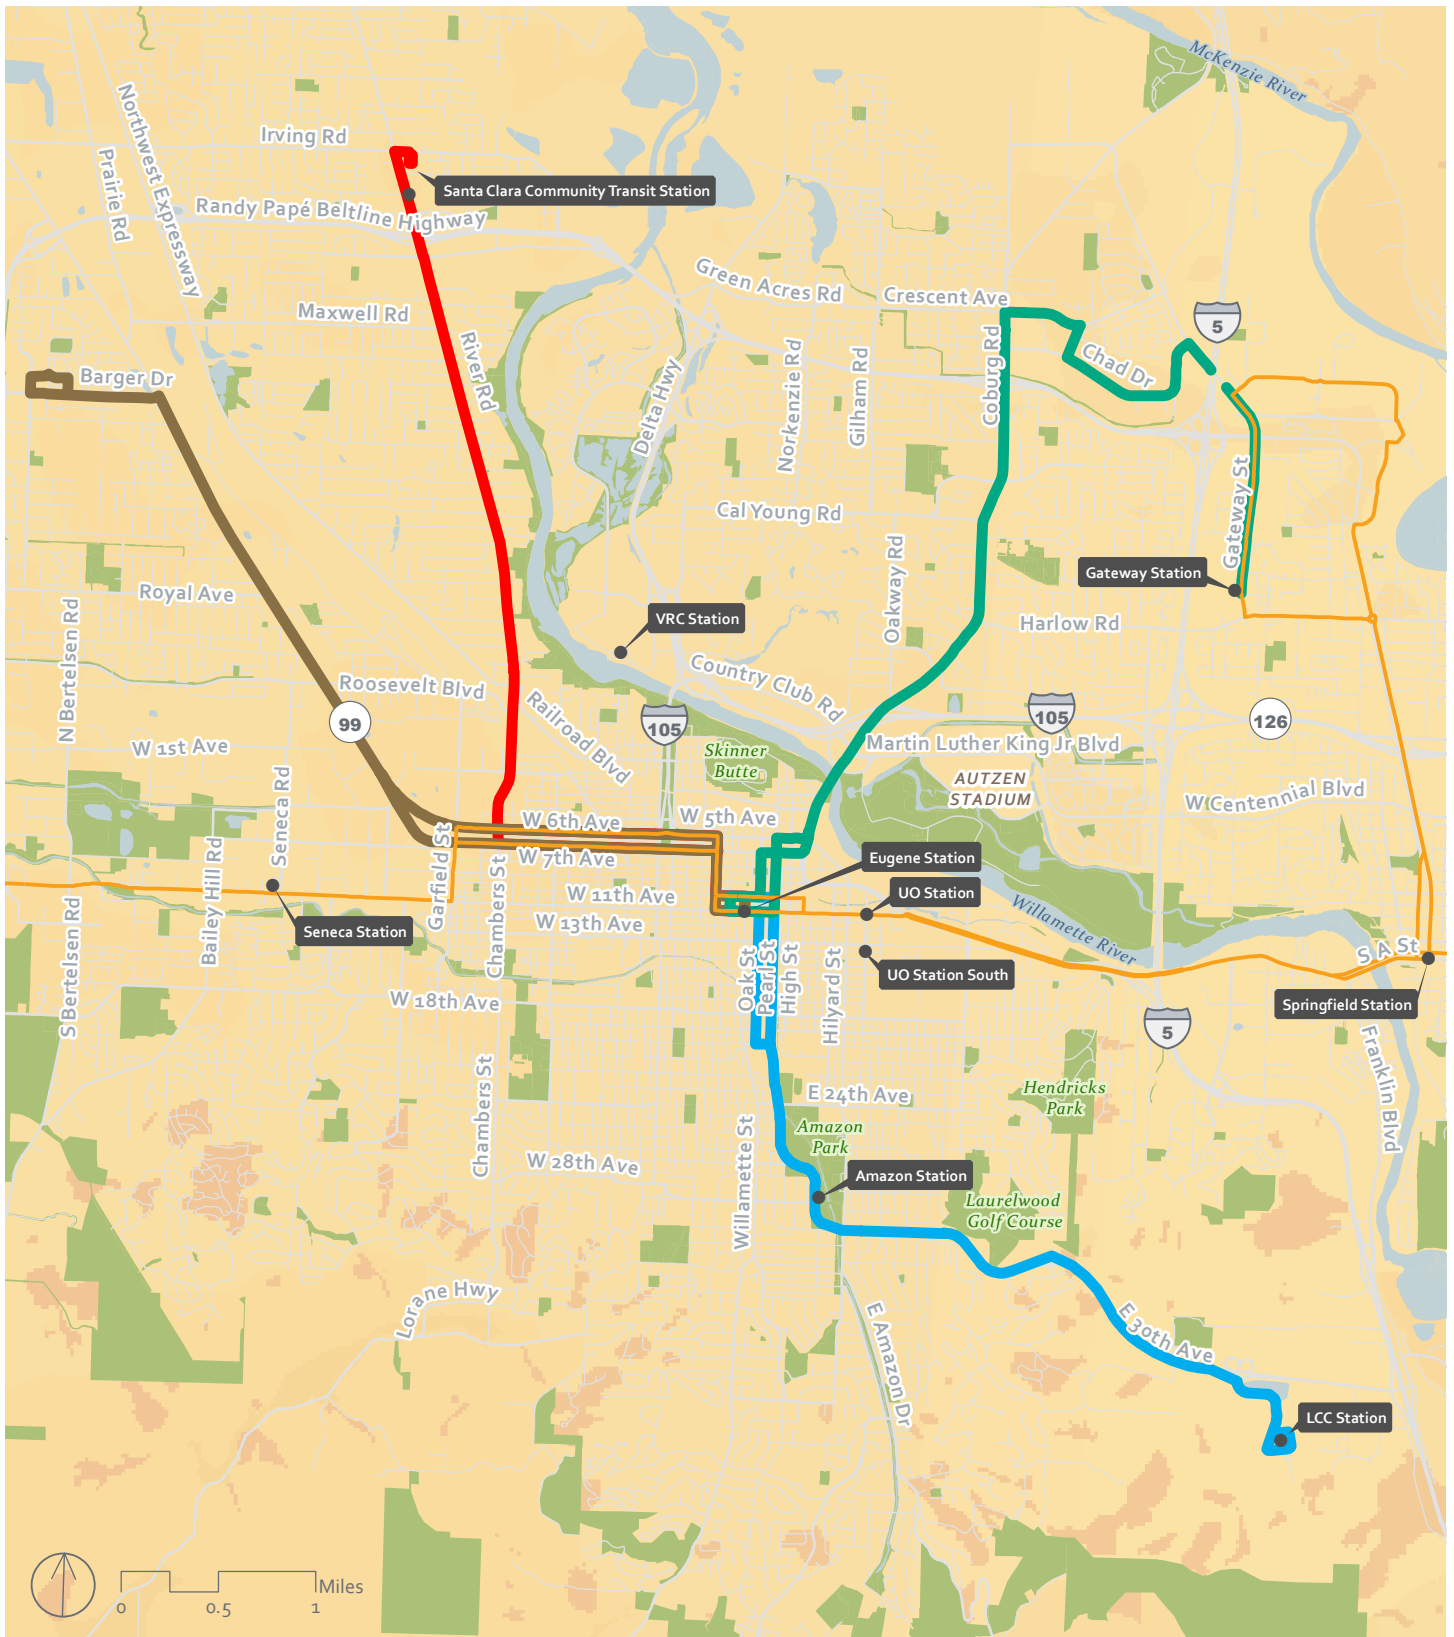 McKenzie River
Northwest Expressway
Irving Rd
Prairie Rd
Santa Clara Community Transit Station
Randy Papé Beltline Highway
Green Acres Rd
Crescent Ave
Maxwell Rd
5
River Rd
Coburg Rd
Chad Dr
Norkenzie Rd
Gilham Rd
Delta Hwy
Barger Dr
Gateway St
Cal Young Rd
Oakway Rd
Gateway Station
Royal Ave
N Bertelsen Rd
VRC Station
Harlow Rd
Roosevelt Blvd
Country Club Rd
Railroad Blvd
99
105
105
126
W 1st Ave
Skinner
Butte
Martin Luther King Jr Blvd
AUTZEN
STADIUM
Seneca Rd
W Centennial Blvd
W 6th Ave
W 5th Ave
Garfield St
W 7th Ave
Bailey Hill Rd
Chambers St
Eugene Station
W 11th Ave
UO Station
S Bertelsen Rd
Seneca Station
W 13th Ave
Willamette River
Oak St
Pearl St
High St
Hilyard St
UO Station South
S A St
W 18th Ave
Springfield Station
5
Franklin Blvd
Chambers St
E 24th Ave
Hendricks
Park
Amazon
Park
Willamette St
W 28th Ave
Amazon Station
Laurelwood
Golf Course
Lorane Hwy
E Amazon Dr
E 30th Ave
LCC Station
Miles
0
0.5
1